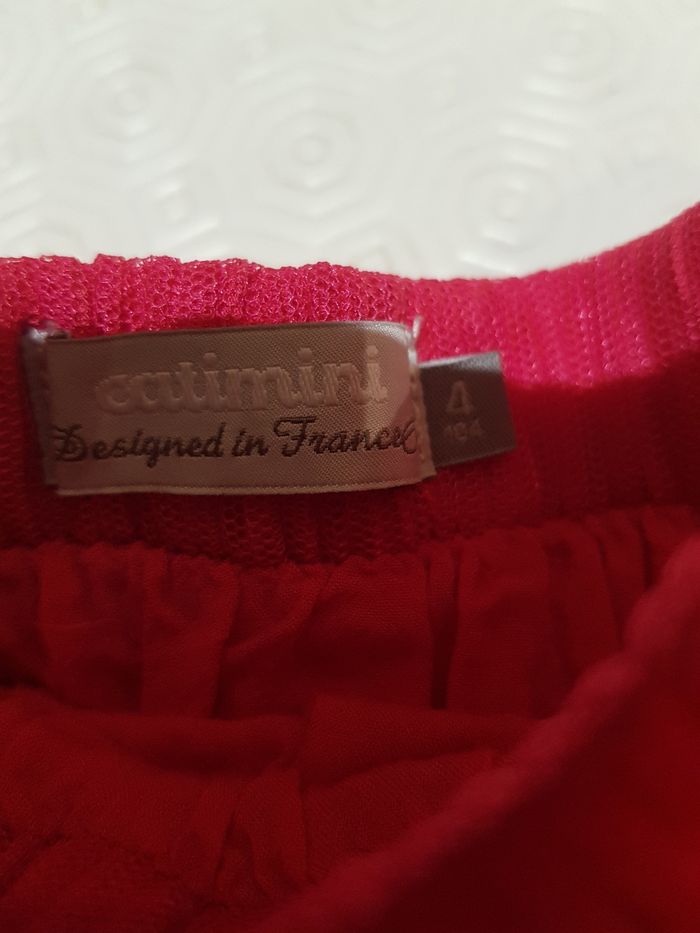 catimini
Designed in France
4
104